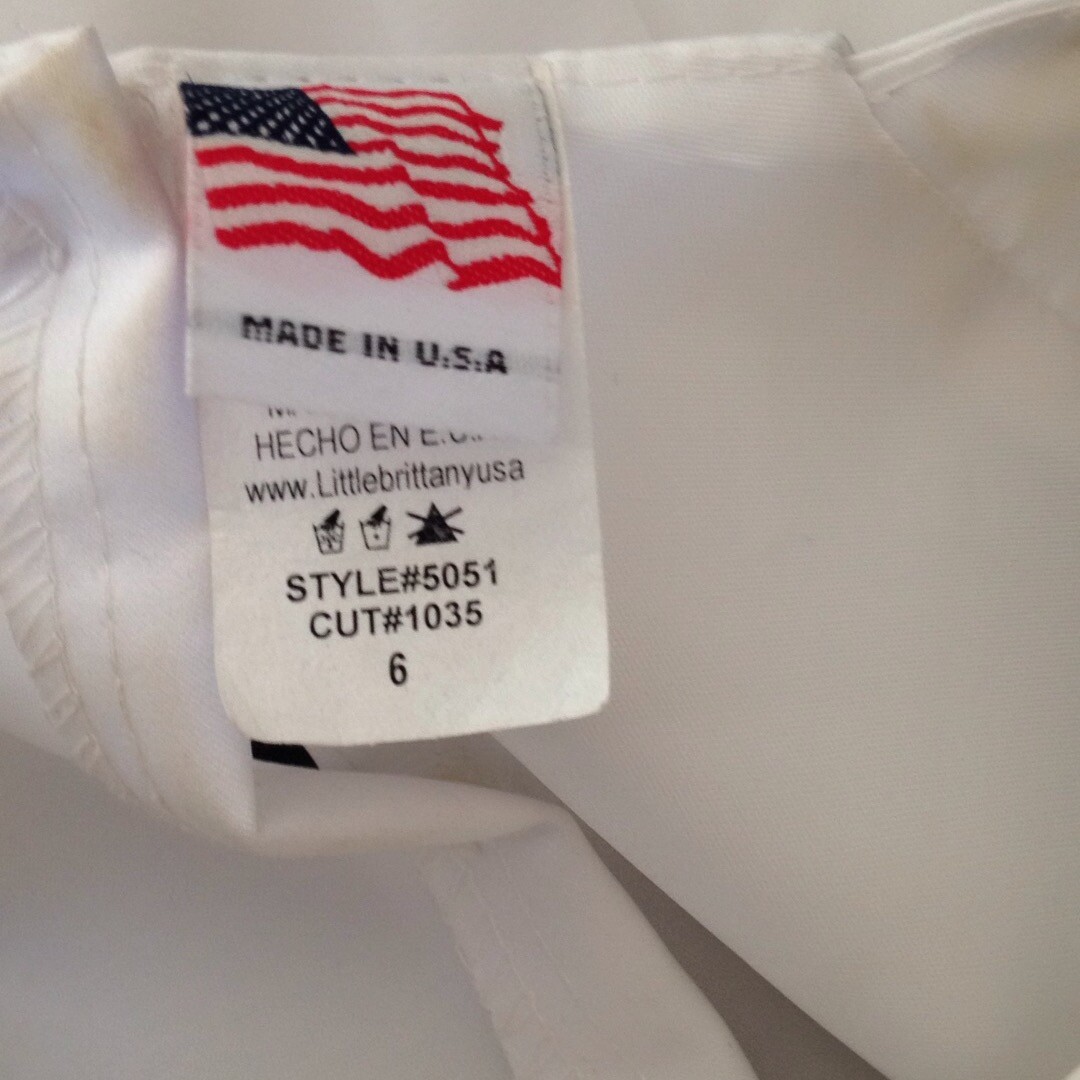 MADE IN U.S.A
HECHO EN
www.Littlebrittanyusa
STYLE#5051
CUT#1035
6